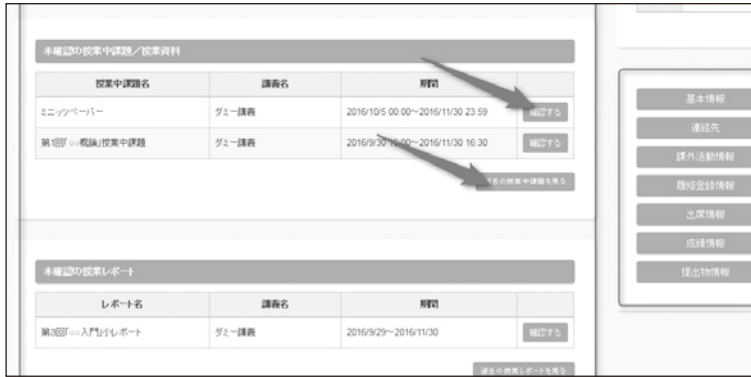 未確認の授業中課題／授業資料
授業中課題名 講義名 期間
ミニッツペーパー ダミー講義 2016/10/5 00:00～2016/11/30 23:59 確認する
第1回「○○概論」授業中課題 ダミー講義 2016/9/30 15:00～2016/11/30 16:30 確認する
過去の授業中課題を見る
未確認の授業レポート
レポート名 講義名 期間
第3回「○○入門」小レポート ダミー講義 2016/9/29～2016/11/30 確認する
過去の授業レポートを見る
基本情報
連絡先
課外活動情報
履修登録情報
出席情報
成績情報
提出物情報